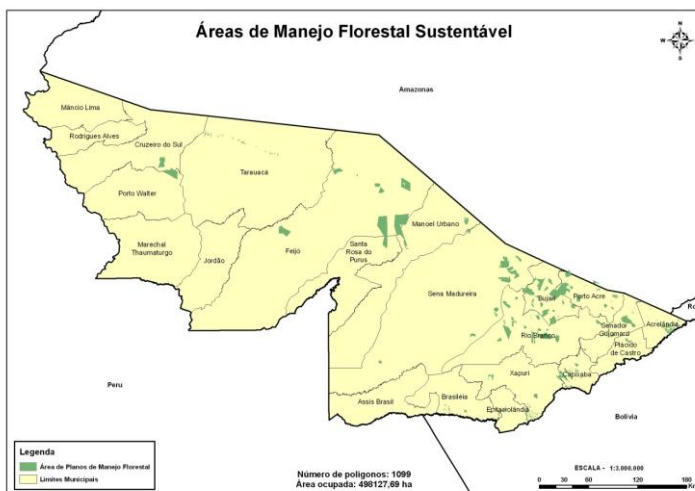 Áreas de Manejo Florestal Sustentável
N
W
E
S
Amazonas
Mâncio Lima
Rodrigues Alves
Cruzeiro do Sul
Tarauacá
Porto Walter
Marechal
Thaumaturgo
Jordão
Feijó
Santa
Rosa do
Purus
Manoel Urbano
Sena Madureira
Bujari
Porto Acre
Senador
Guiomard
Acrelândia
Plácido
de Castro
Rio Branco
Capixaba
Xapuri
Assis Brasil
Brasileia
Epitaciolândia
Ro
Peru
Bolívia
Legenda
Área de Planos de Manejo Florestal
Limites Municipais
Número de polígonos: 1099
Área ocupada: 498127,69 ha
ESCALA - 1:3.000.000
0 30 60 120 180